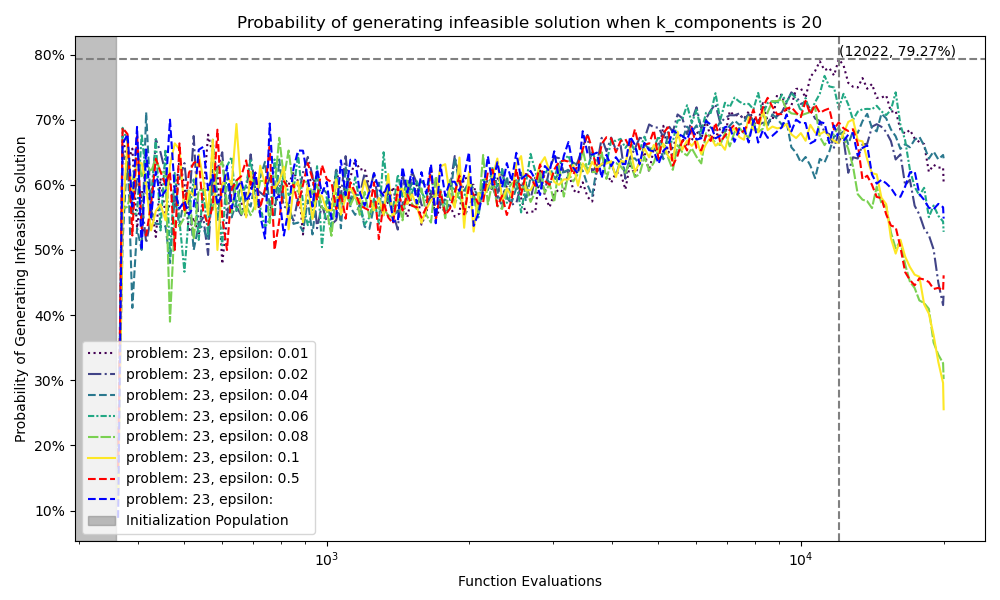 Probability of generating infeasible solution when k_components is 20
(12022, 79.27%)
80%
70%
60%
50%
40%
30%
20%
10%
Probability of Generating Infeasible Solution
problem: 23, epsilon: 0.01
problem: 23, epsilon: 0.02
problem: 23, epsilon: 0.04
problem: 23, epsilon: 0.06
problem: 23, epsilon: 0.08
problem: 23, epsilon: 0.1
problem: 23, epsilon: 0.5
problem: 23, epsilon:
Initialization Population
10³
10⁴
Function Evaluations